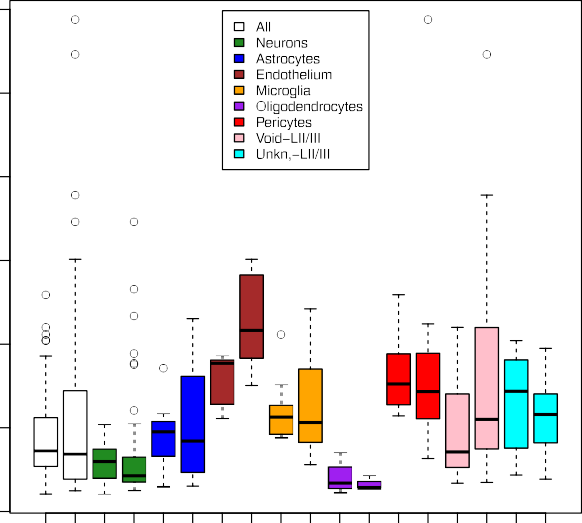 All
Neurons
Astrocytes
Endothelium
Microglia
Oligodendrocytes
Pericytes
Void-LII/III
Unkn,-LII/III